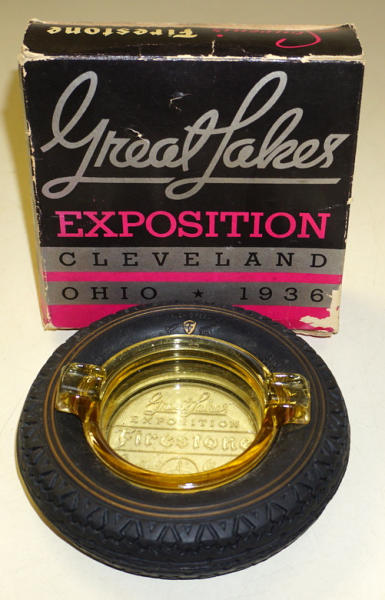 Firestone
Great Lakes
EXPOSITION
CLEVELAND
OHIO ★ 1936
F
Great Lakes
EXPOSITION
Firestone